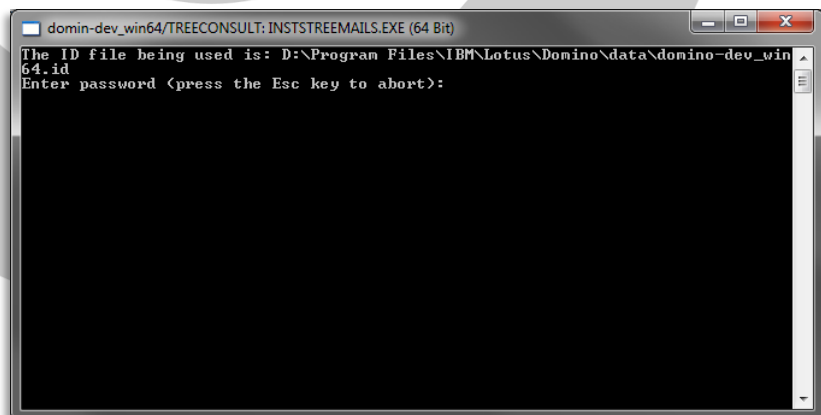 domin-dev_win64/TREECONSULT: INSTSTREEMAILS.EXE (64 Bit)
The ID file being used is: D:\Program Files\IBM\Lotus\Domino\data\domino-dev_win
64.id
Enter password (press the Esc key to abort):